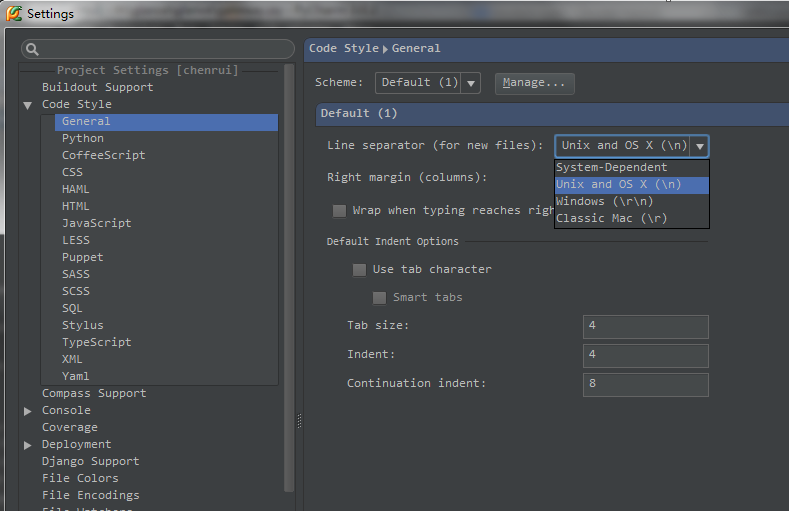 Settings
Project Settings [chenrui]
Buildout Support
Code Style
General
Python
CoffeeScript
CSS
HAML
HTML
JavaScript
LESS
Puppet
SASS
SCSS
SQL
Stylus
TypeScript
XML
Yaml
Compass Support
Console
Coverage
Deployment
Django Support
File Colors
File Encodings
Code Style ▸ General
Scheme: Default (1) Manage...
Default (1)
Line separator (for new files): Unix and OS X (\n)
System-Dependent
Unix and OS X (\n)
Windows (\r\n)
Classic Mac (\r)
Right margin (columns):
Wrap when typing reaches righ
Default Indent Options
Use tab character
Smart tabs
Tab size: 4
Indent: 4
Continuation indent: 8